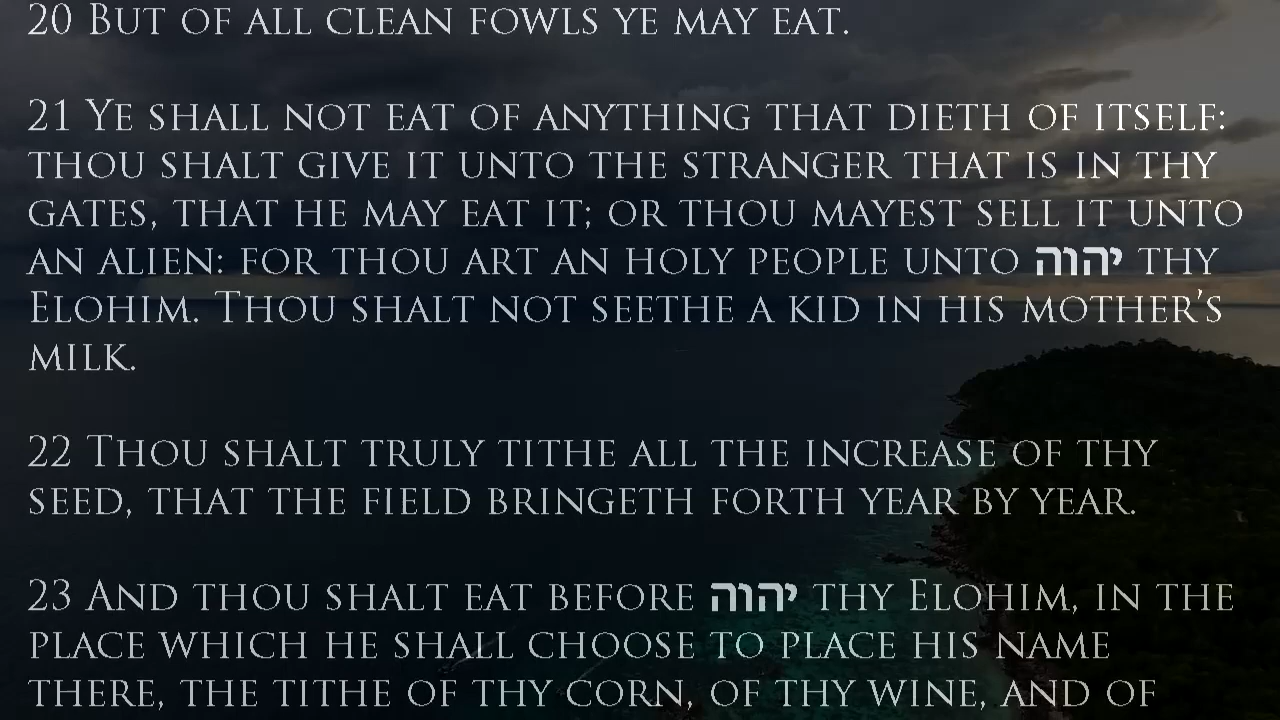 20 But of all clean fowls ye may eat.
21 Ye shall not eat of anything that dieth of itself:
thou shalt give it unto the stranger that is in thy
gates, that he may eat it; or thou mayest sell it unto
an alien: for thou art an holy people unto יהוה thy
Elohim. Thou shalt not seethe a kid in his mother's
milk.
22 Thou shalt truly tithe all the increase of thy
seed, that the field bringeth forth year by year.
23 And thou shalt eat before יהוה thy Elohim, in the
place which he shall choose to place his name
there, the tithe of thy corn, of thy wine, and of